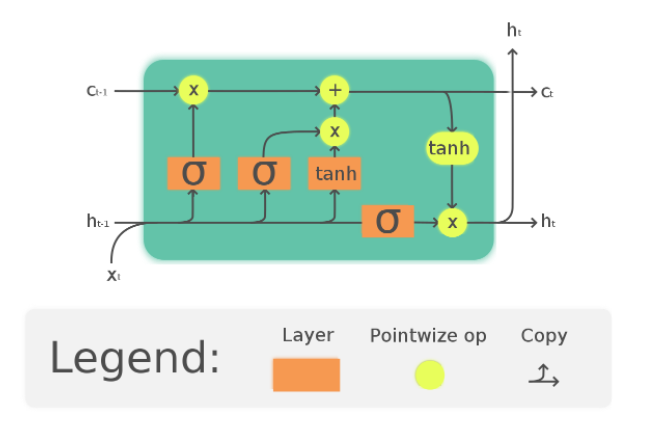 hₜ
cₜ₋₁ x + cₜ
x
tanh
σ σ tanh
hₜ₋₁ σ x hₜ
xₜ
Legend:
Layer Pointwize op Copy